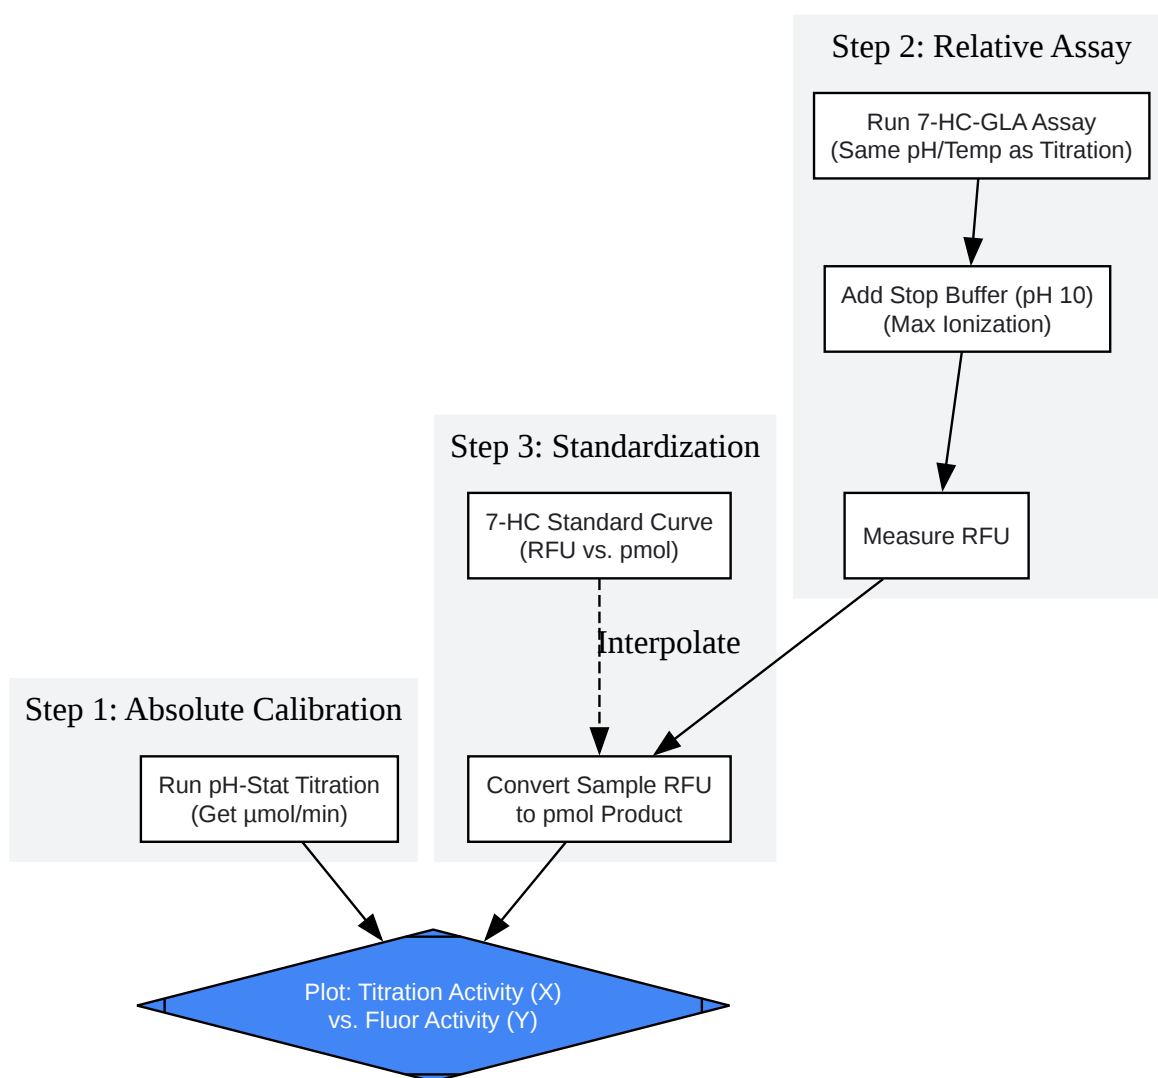 Step 2: Relative Assay
Run 7-HC-GLA Assay
(Same pH/Temp as Titration)
Add Stop Buffer (pH 10)
(Max Ionization)
Measure RFU
Step 3: Standardization
7-HC Standard Curve
(RFU vs. pmol)
Interpolate
Convert Sample RFU
to pmol Product
Step 1: Absolute Calibration
Run pH-Stat Titration
(Get µmol/min)
Plot: Titration Activity (X)
vs. Fluor Activity (Y)